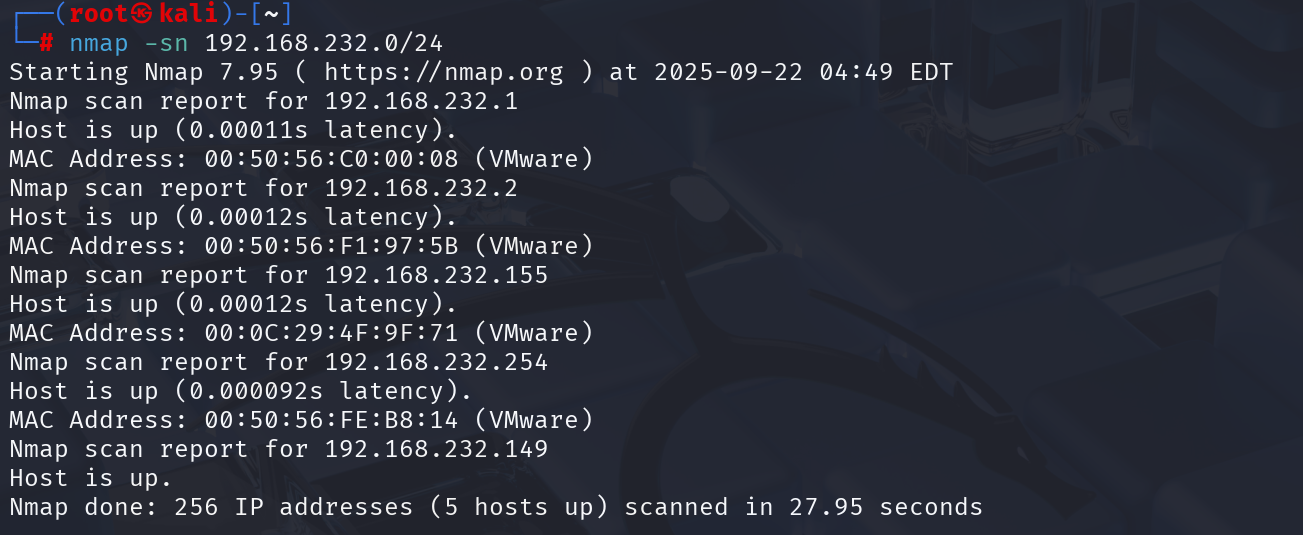 ┌──(root㉿kali)-[~]
└─# nmap -sn 192.168.232.0/24
Starting Nmap 7.95 ( https://nmap.org ) at 2025-09-22 04:49 EDT
Nmap scan report for 192.168.232.1
Host is up (0.00011s latency).
MAC Address: 00:50:56:C0:00:08 (VMware)
Nmap scan report for 192.168.232.2
Host is up (0.00012s latency).
MAC Address: 00:50:56:F1:97:5B (VMware)
Nmap scan report for 192.168.232.155
Host is up (0.00012s latency).
MAC Address: 00:0C:29:4F:9F:71 (VMware)
Nmap scan report for 192.168.232.254
Host is up (0.000092s latency).
MAC Address: 00:50:56:FE:B8:14 (VMware)
Nmap scan report for 192.168.232.149
Host is up.
Nmap done: 256 IP addresses (5 hosts up) scanned in 27.95 seconds